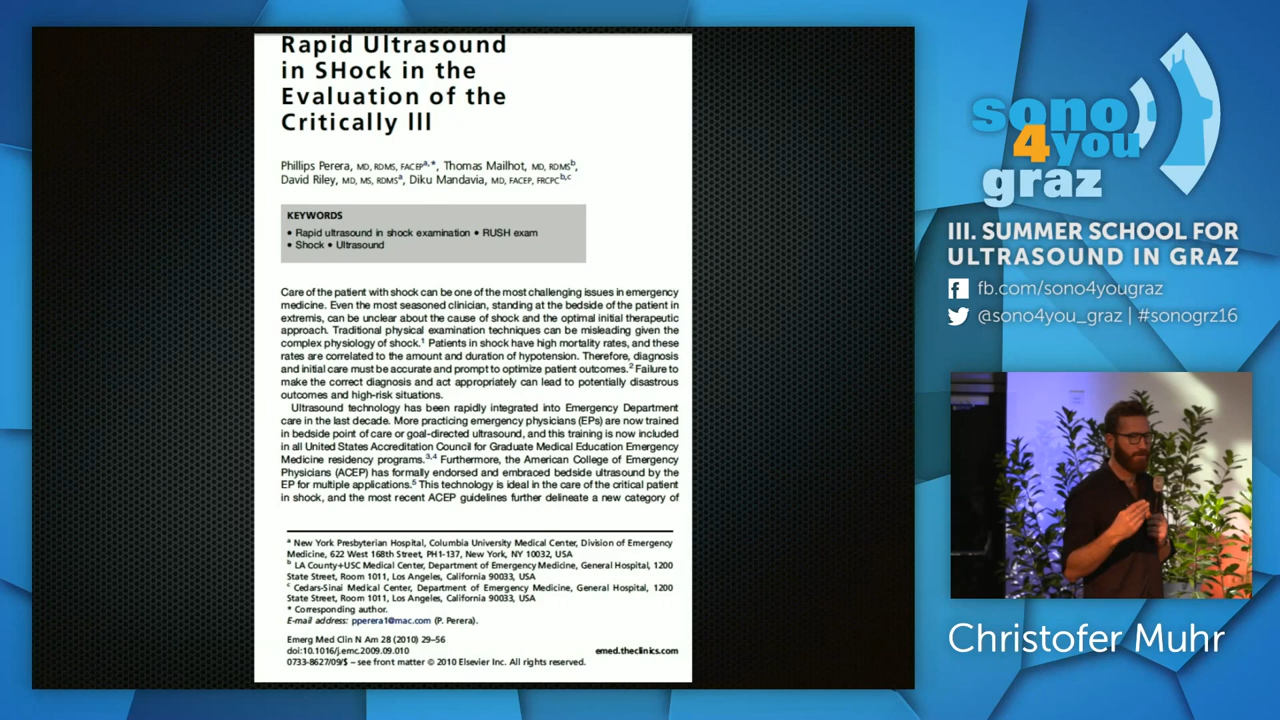 Rapid Ultrasound
in SHock in the
Evaluation of the
Critically Ill
Phillips Perera, MD, RDMS, FACEPa,*, Thomas Mailhot, MD, RDMSb,
David Riley, MD, MS, RDMSa, Diku Mandavia, MD, FACEP, FRCPCb,c
KEYWORDS
• Rapid ultrasound in shock examination • RUSH exam
• Shock • Ultrasound
Care of the patient with shock can be one of the most challenging issues in emergency
medicine. Even the most seasoned clinician, standing at the bedside of the patient in
extremis, can be unclear about the cause of shock and the optimal initial therapeutic
approach. Traditional physical examination techniques can be misleading given the
complex physiology of shock.1 Patients in shock have high mortality rates, and these
rates are correlated to the amount and duration of hypotension. Therefore, diagnosis
and initial care must be accurate and prompt to optimize patient outcomes.2 Failure to
make the correct diagnosis and act appropriately can lead to potentially disastrous
outcomes and high-risk situations.
Ultrasound technology has been rapidly integrated into Emergency Department
care in the last decade. More practicing emergency physicians (EPs) are now trained
in bedside point of care or goal-directed ultrasound, and this training is now included
in all United States Accreditation Council for Graduate Medical Education Emergency
Medicine residency programs.3,4 Furthermore, the American College of Emergency
Physicians (ACEP) has formally endorsed and embraced bedside ultrasound by the
EP for multiple applications.5 This technology is ideal in the care of the critical patient
in shock, and the most recent ACEP guidelines further delineate a new category of
a New York Presbyterian Hospital, Columbia University Medical Center, Division of Emergency
Medicine, 622 West 168th Street, PH1-137, New York, NY 10032, USA
b LA County+USC Medical Center, Department of Emergency Medicine, General Hospital, 1200
State Street, Room 1011, Los Angeles, California 90033, USA
c Cedars-Sinai Medical Center, Department of Emergency Medicine, General Hospital, 1200
State Street, Room 1011, Los Angeles, California 90033, USA
* Corresponding author.
E-mail address: pperera1@mac.com (P. Perera).
Emerg Med Clin N Am 28 (2010) 29–56
doi:10.1016/j.emc.2009.09.010
emed.theclinics.com
0733-8627/09/$ – see front matter © 2010 Elsevier Inc. All rights reserved.
sono
4you
graz
III. SUMMER SCHOOL FOR
ULTRASOUND IN GRAZ
fb.com/sono4yougraz
@sono4you_graz | #sonogrz16
Christofer Muhr